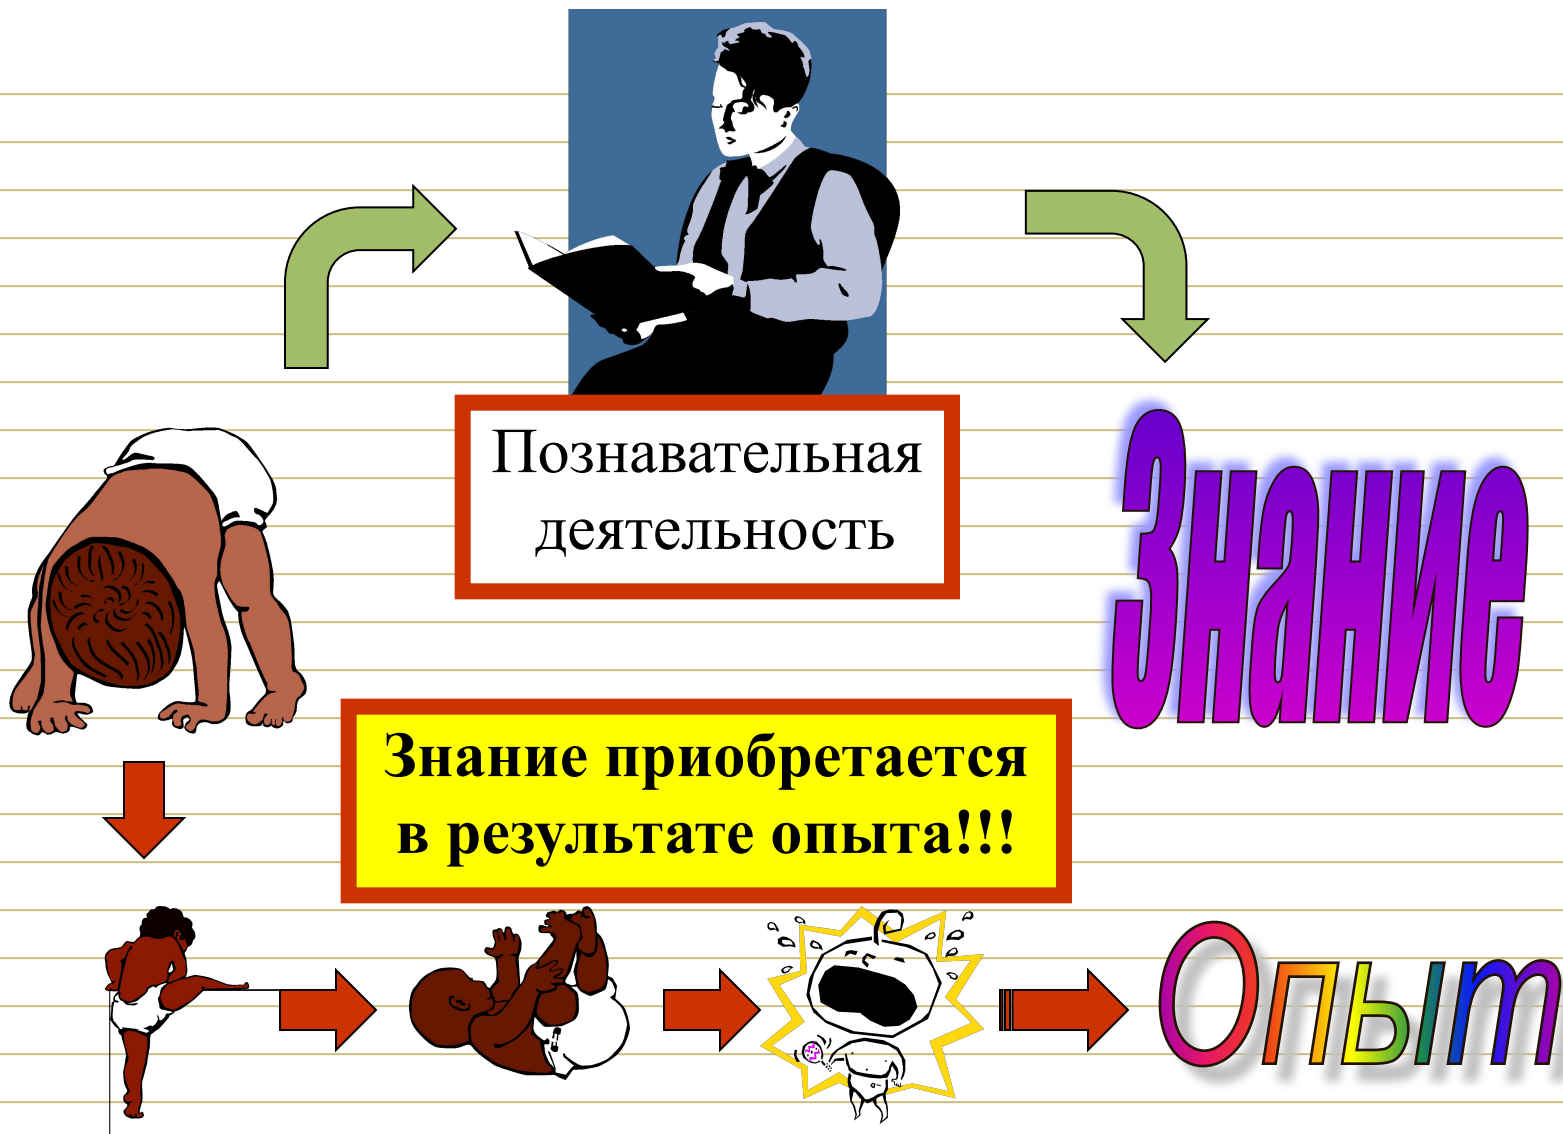 Познавательная
деятельность
Знание
Знание приобретается
в результате опыта!!!
Опыт